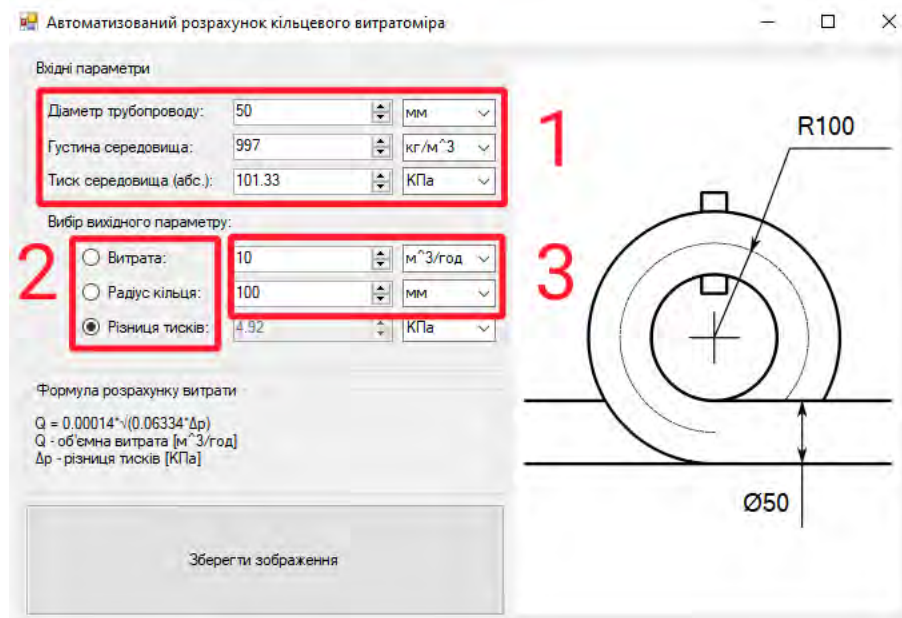 Автоматизований розрахунок кільцевого витратоміра
Вхідні параметри
Діаметр трубопроводу: 50 мм
Густина середовища: 997 кг/м^3
Тиск середовища (абс.): 101.33 КПа
1
Вибір вихідного параметру:
2
Витрата: 10 м^3/год
Радіус кільця: 100 мм
Різниця тисків: 4.92 КПа
3
Формула розрахунку витрати
Q = 0.00014*√(0.06334*Δp)
Q - об'ємна витрата [м^3/год]
Δp - різниця тисків [КПа]
Зберегти зображення
R100
Ø50